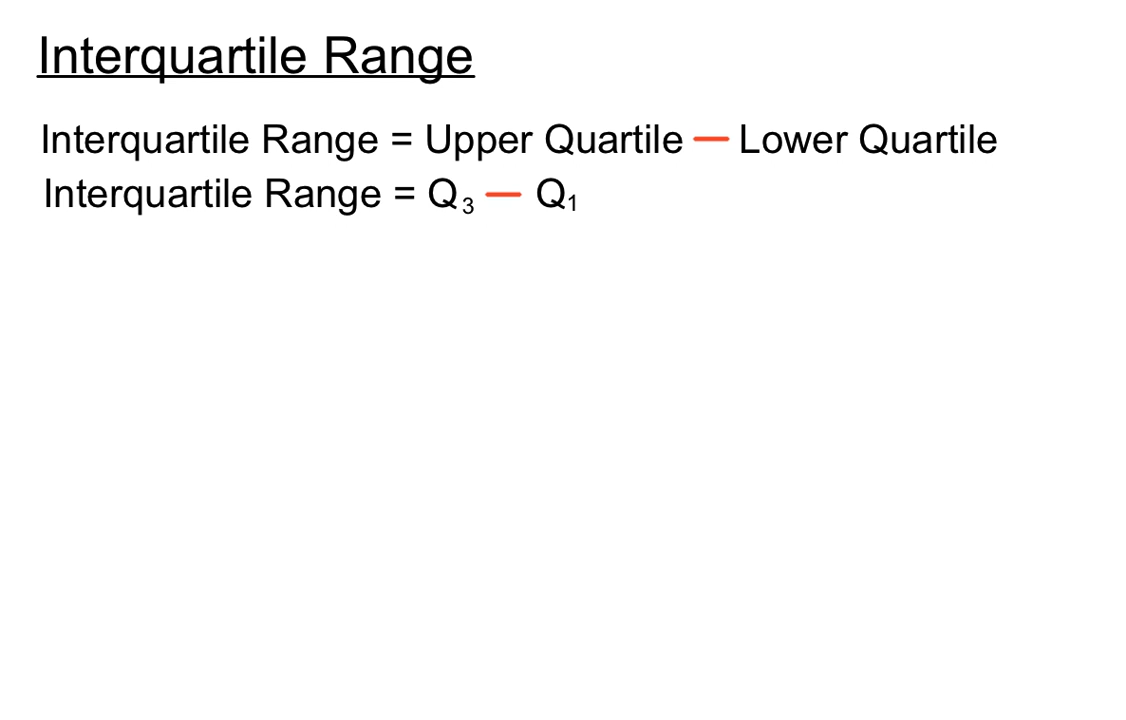 Interquartile Range
Interquartile Range = Upper Quartile — Lower Quartile
Interquartile Range = Q₃ — Q₁